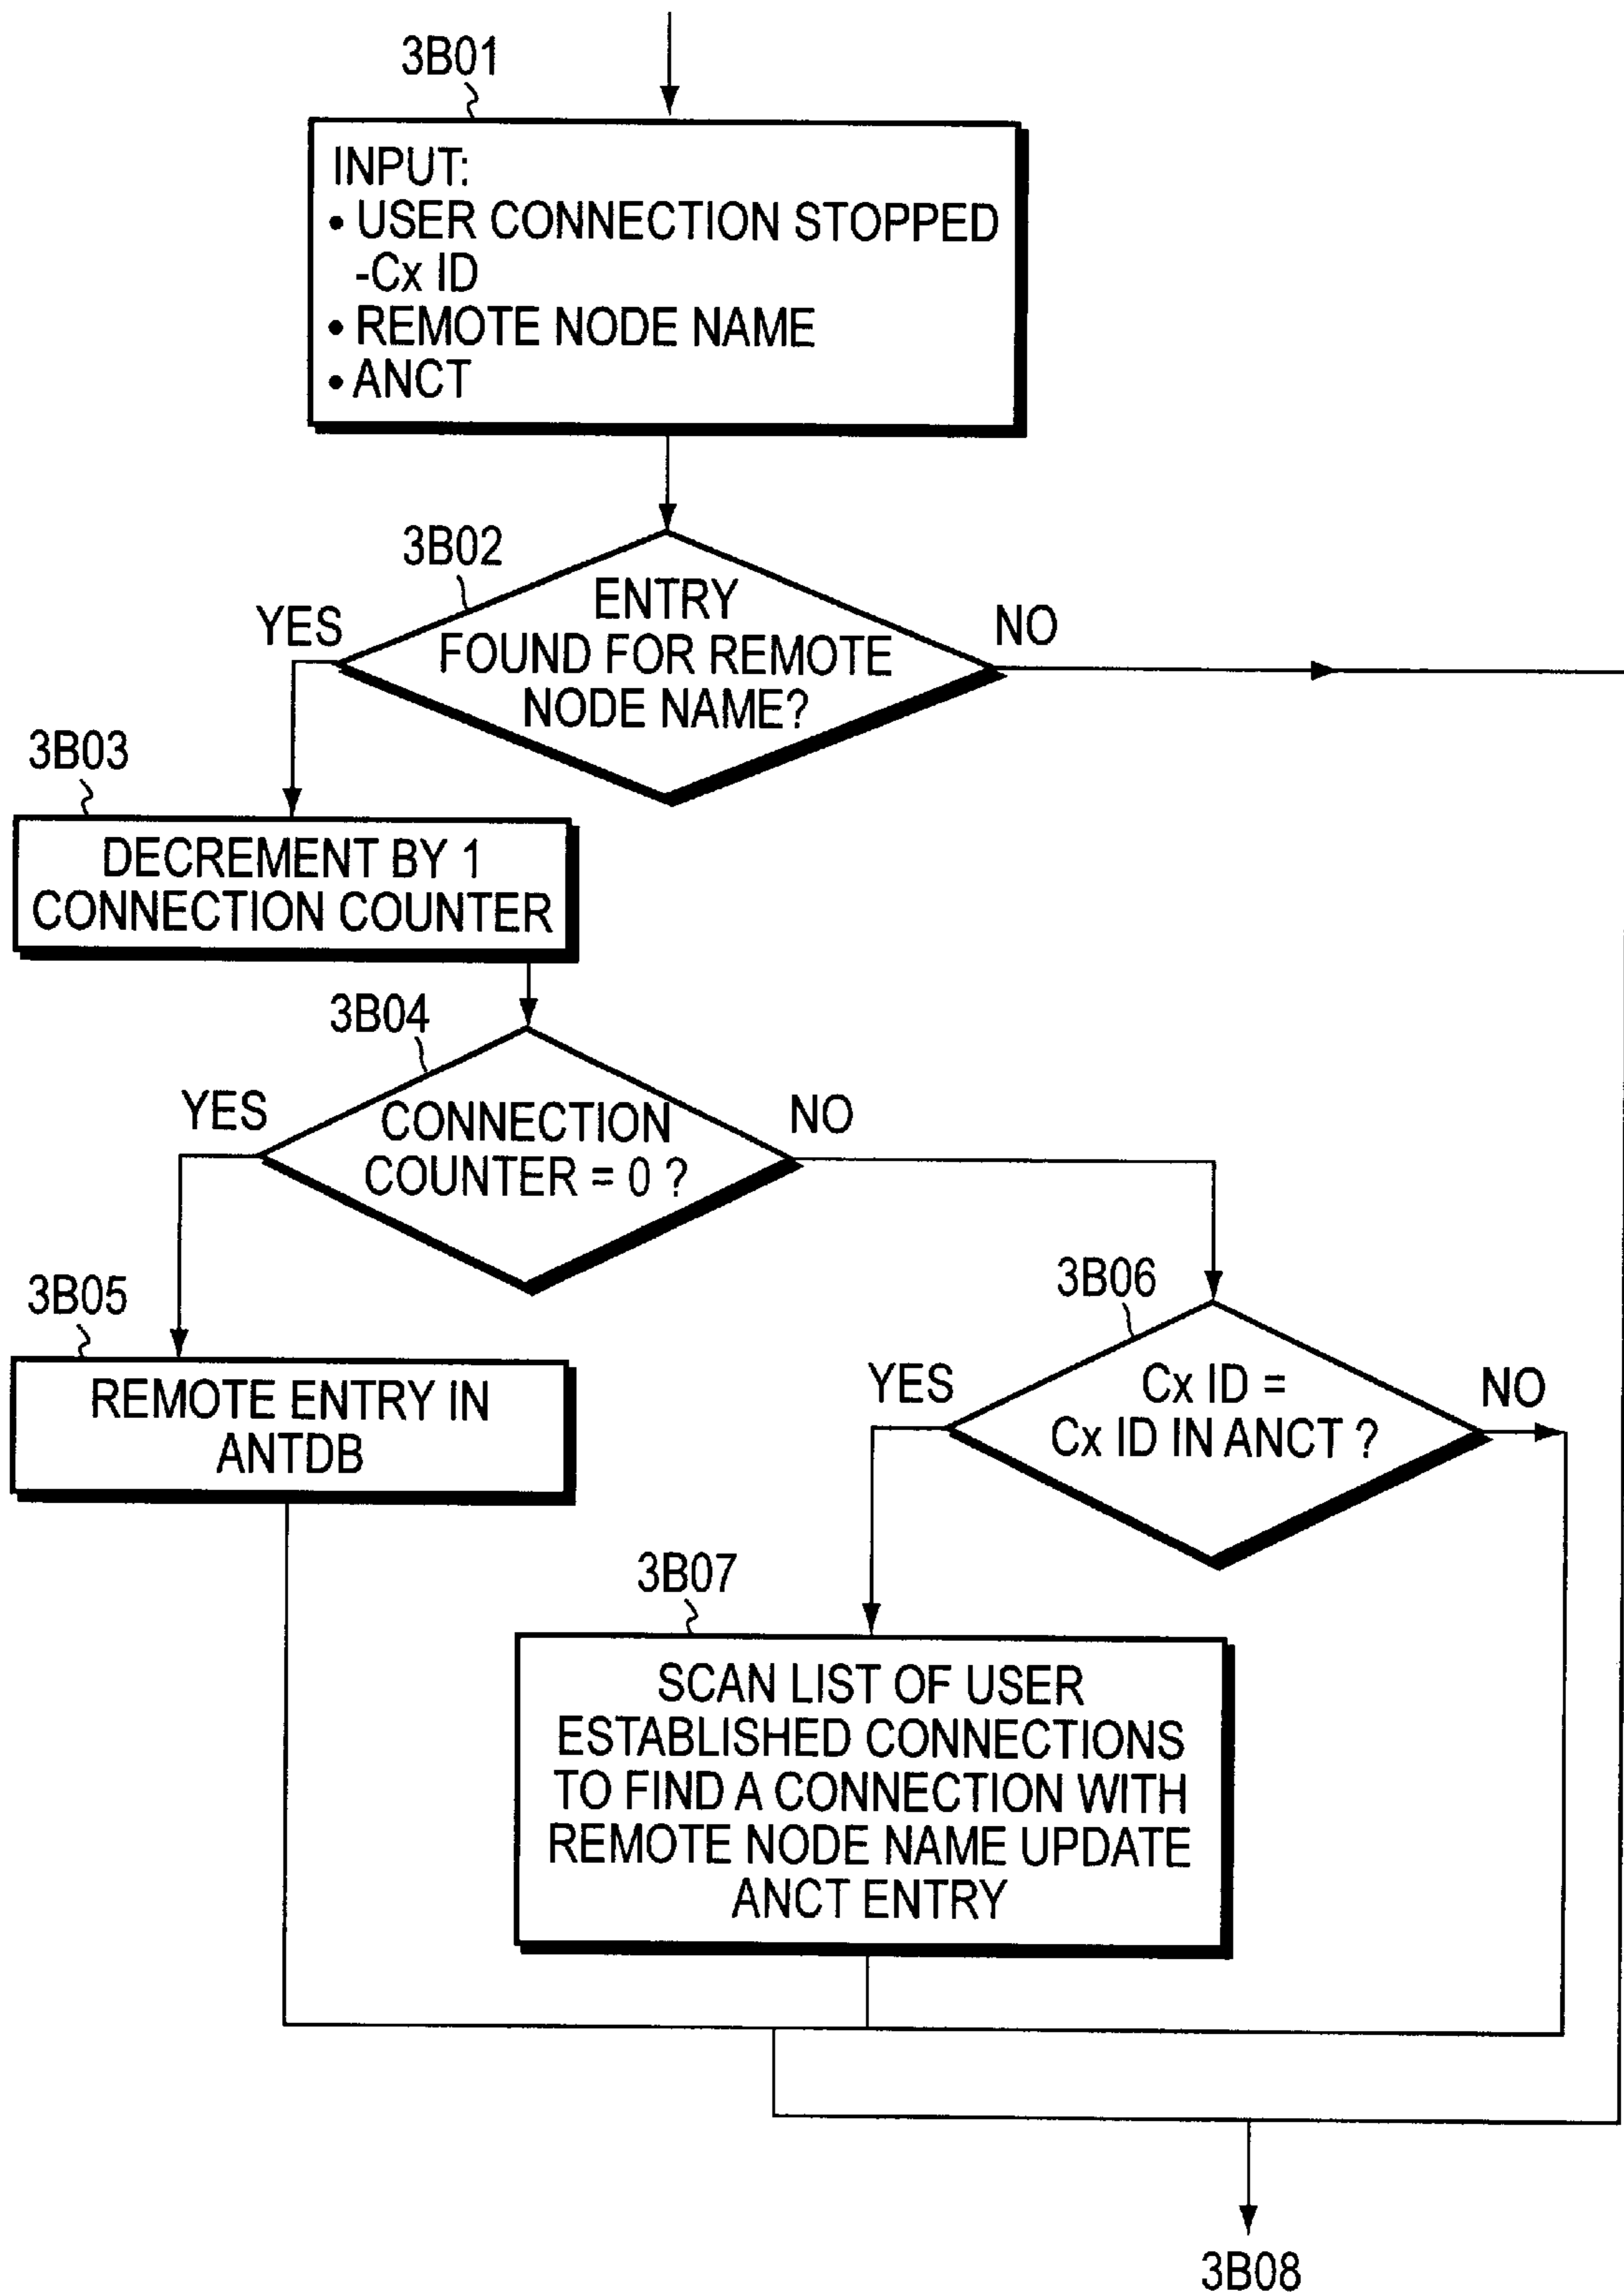 3B01
INPUT:
• USER CONNECTION STOPPED
-Cx ID
• REMOTE NODE NAME
• ANCT
3B02
YES
ENTRY
FOUND FOR REMOTE
NODE NAME?
NO
3B03
DECREMENT BY 1
CONNECTION COUNTER
3B04
YES
CONNECTION
COUNTER = 0 ?
NO
3B05
REMOTE ENTRY IN
ANTDB
3B06
YES
Cx ID =
Cx ID IN ANCT ?
NO
3B07
SCAN LIST OF USER
ESTABLISHED CONNECTIONS
TO FIND A CONNECTION WITH
REMOTE NODE NAME UPDATE
ANCT ENTRY
3B08